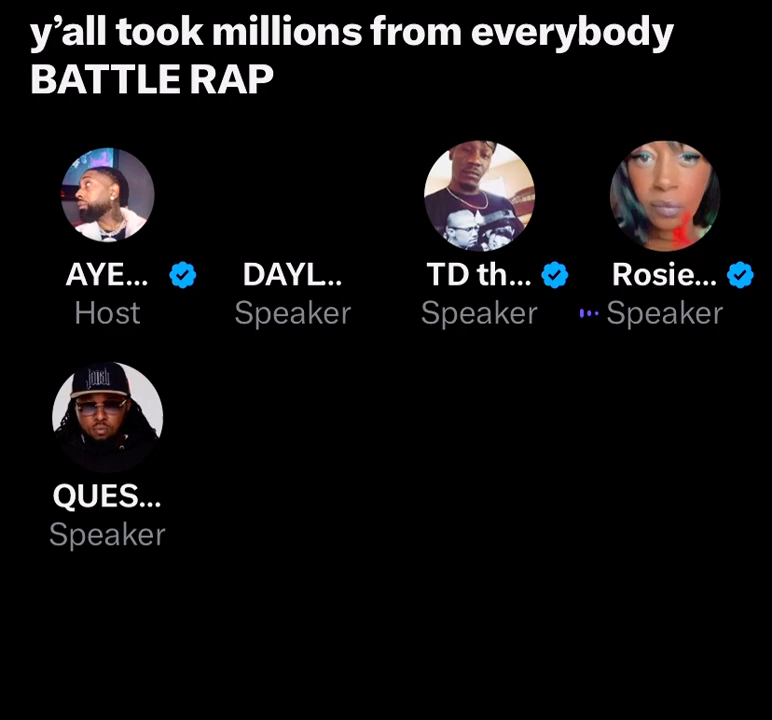 y’all took millions from everybody
BATTLE RAP
AYE...
DAYL..
TD th...
Rosie...
Host
Speaker
Speaker
Speaker
QUES...
Speaker